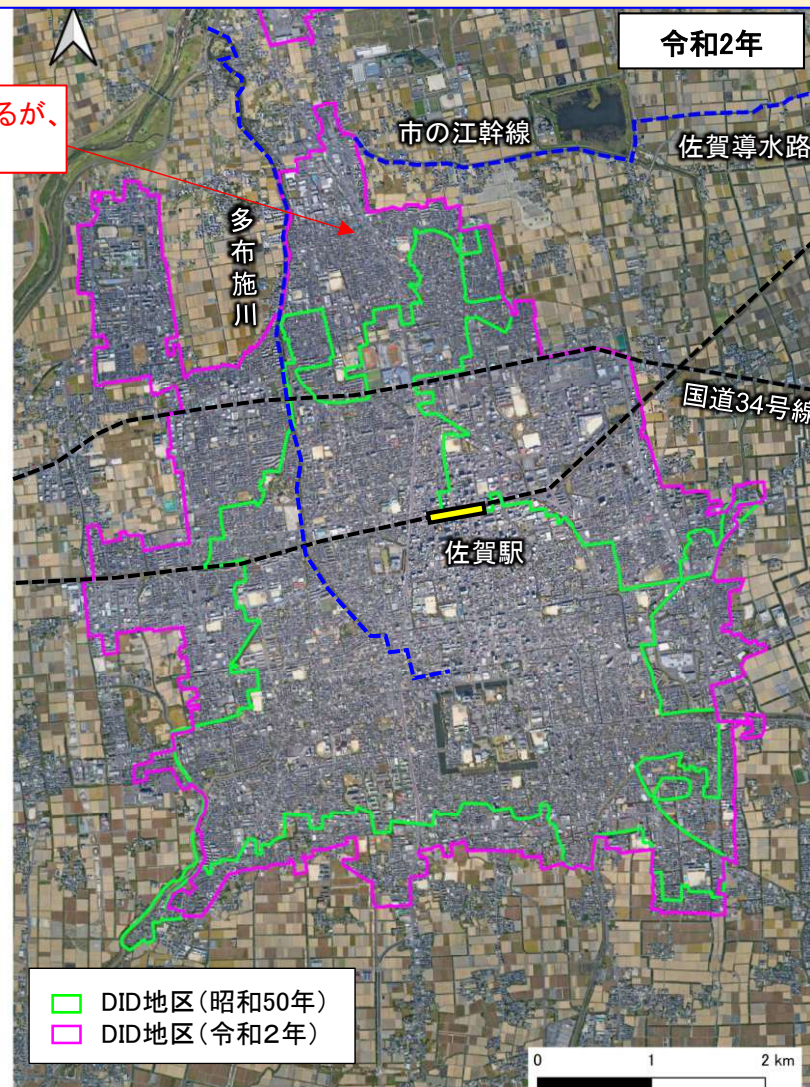 令和2年
るが、
市の江幹線
佐賀導水路
多布施川
国道34号線
佐賀駅
DID地区(昭和50年)
DID地区(令和2年)
0 1 2 km